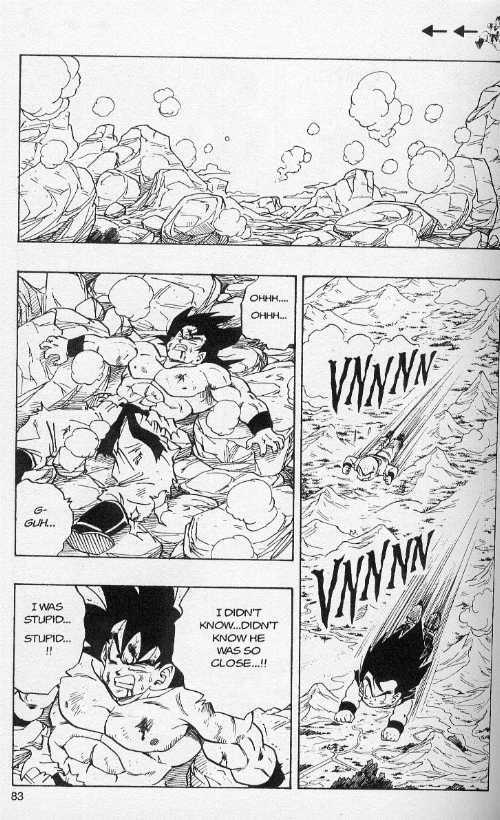 VNNNN
VNNNN
OHHH....
OHHH...
G-
GUH...
I DIDN'T
KNOW...DIDN'T
KNOW HE
WAS SO
CLOSE...!!
I WAS
STUPID...
STUPID...
!!
83